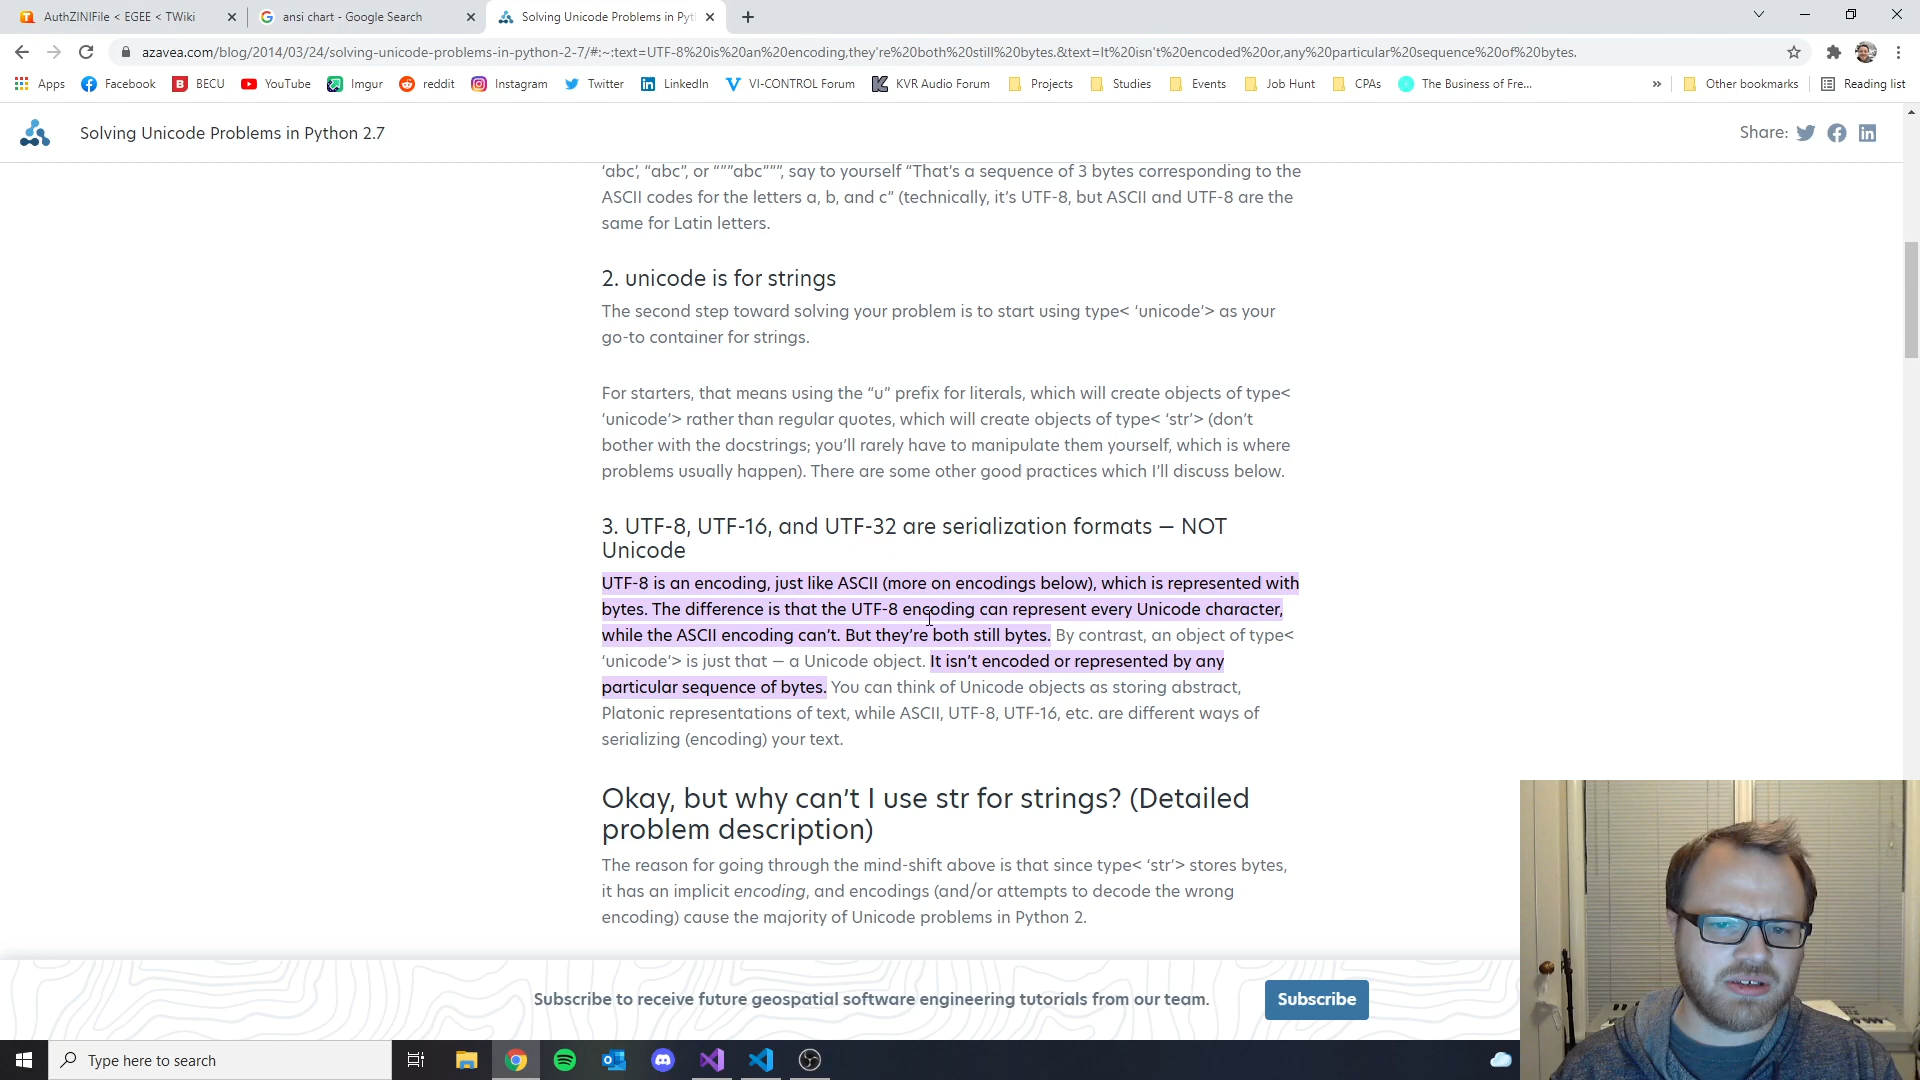 AuthZINIFile < EGEE < TWiki
ansi chart - Google Search
Solving Unicode Problems in Pyt
azavea.com/blog/2014/03/24/solving-unicode-problems-in-python-2-7/#:~:text=UTF-8%20is%20an%20encoding,they're%20both%20still%20bytes.&text=It%20isn't%20encoded%20or,any%20particular%20sequence%20of%20bytes.
Apps
Facebook
BECU
YouTube
Imgur
reddit
Instagram
Twitter
LinkedIn
VI-CONTROL Forum
KVR Audio Forum
Projects
Studies
Events
Job Hunt
CPAs
The Business of Fre...
»
Other bookmarks
Reading list
Solving Unicode Problems in Python 2.7
Share:
‘abc’, “abc”, or “””abc”””, say to yourself “That’s a sequence of 3 bytes corresponding to the
ASCII codes for the letters a, b, and c” (technically, it’s UTF-8, but ASCII and UTF-8 are the
same for Latin letters.
2. unicode is for strings
The second step toward solving your problem is to start using type< ‘unicode’> as your
go-to container for strings.
For starters, that means using the “u” prefix for literals, which will create objects of type<
‘unicode’> rather than regular quotes, which will create objects of type< ‘str’> (don’t
bother with the docstrings; you’ll rarely have to manipulate them yourself, which is where
problems usually happen). There are some other good practices which I’ll discuss below.
3. UTF-8, UTF-16, and UTF-32 are serialization formats — NOT
Unicode
UTF-8 is an encoding, just like ASCII (more on encodings below), which is represented with
bytes. The difference is that the UTF-8 encoding can represent every Unicode character,
while the ASCII encoding can’t. But they’re both still bytes. By contrast, an object of type<
‘unicode’> is just that — a Unicode object. It isn’t encoded or represented by any
particular sequence of bytes. You can think of Unicode objects as storing abstract,
Platonic representations of text, while ASCII, UTF-8, UTF-16, etc. are different ways of
serializing (encoding) your text.
Okay, but why can’t I use str for strings? (Detailed
problem description)
The reason for going through the mind-shift above is that since type< ‘str’> stores bytes,
it has an implicit encoding, and encodings (and/or attempts to decode the wrong
encoding) cause the majority of Unicode problems in Python 2.
Subscribe to receive future geospatial software engineering tutorials from our team.
Subscribe
Type here to search